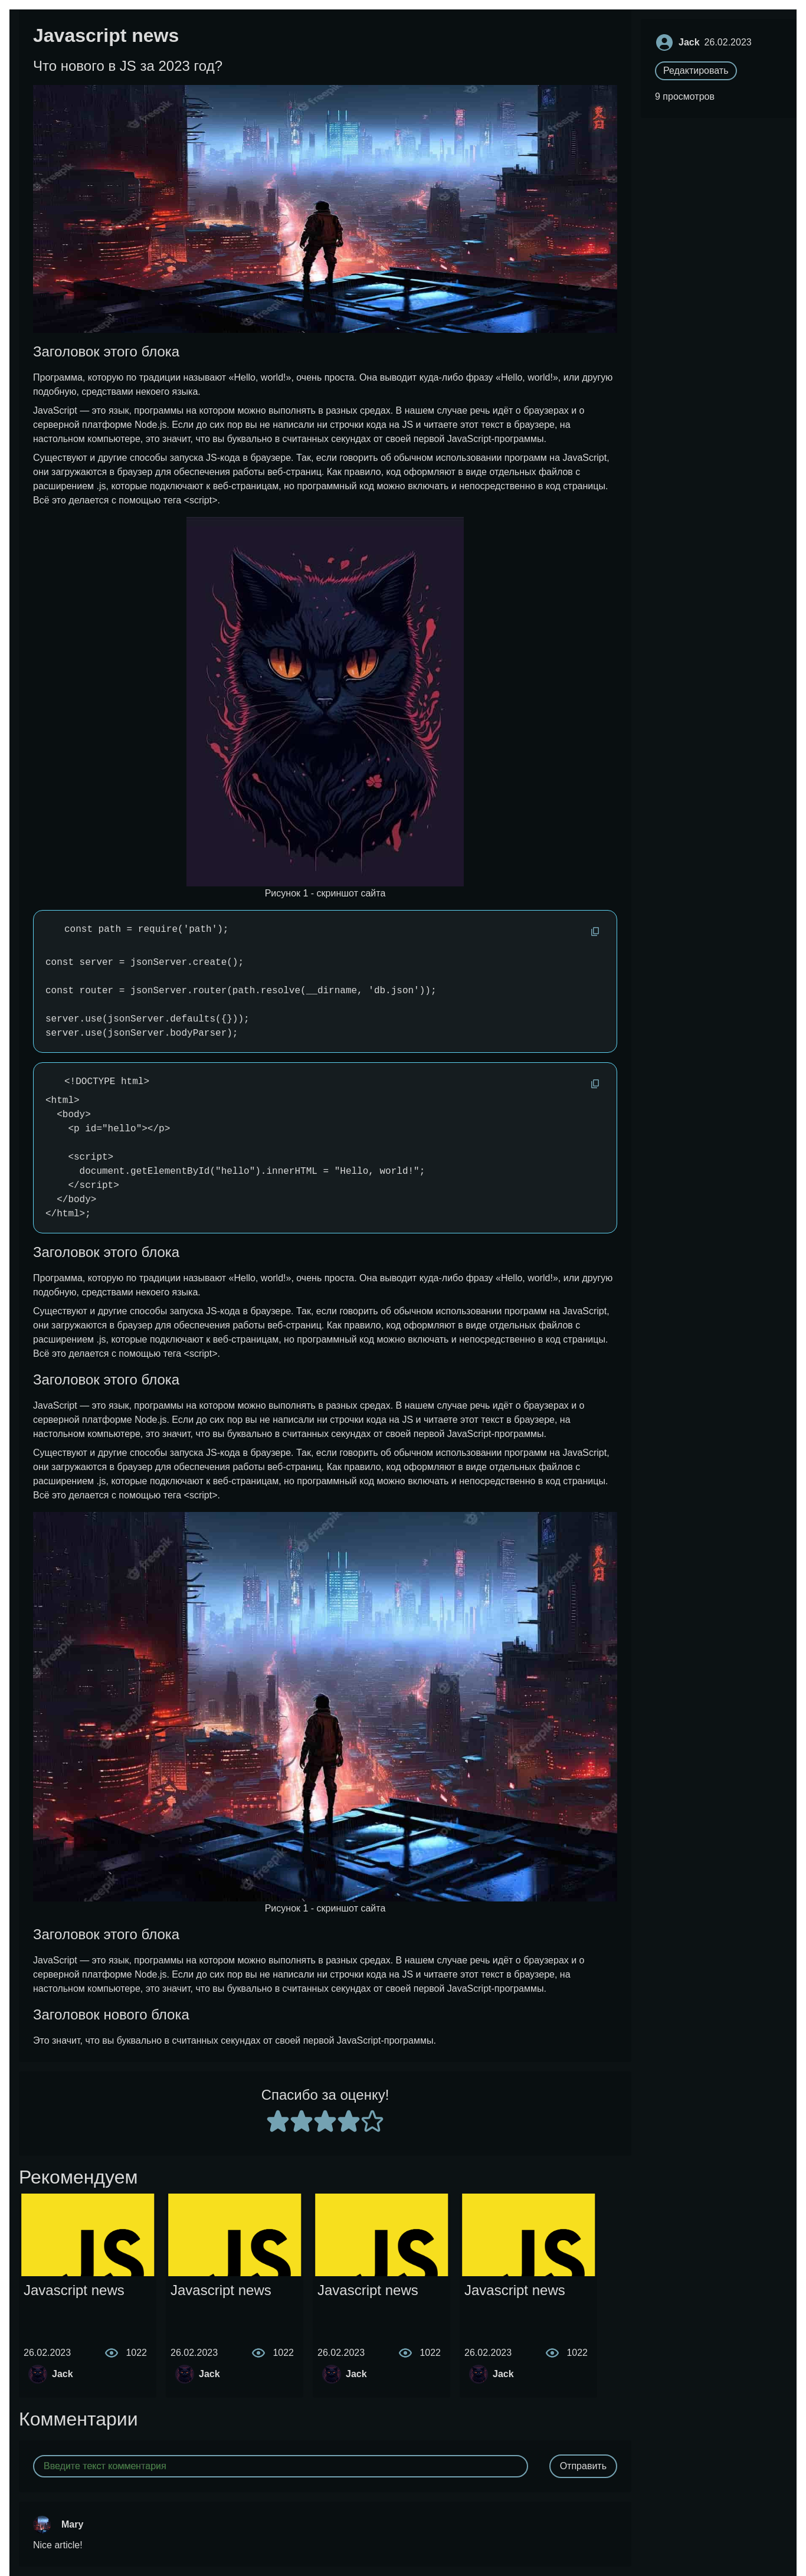 Javascript news
Что нового в JS за 2023 год?
Jack 26.02.2023
Редактировать
9 просмотров
夏日
freepik
Заголовок этого блока
Программа, которую по традиции называют «Hello, world!», очень проста. Она выводит куда-либо фразу «Hello, world!», или другую
подобную, средствами некоего языка.
JavaScript — это язык, программы на котором можно выполнять в разных средах. В нашем случае речь идёт о браузерах и о
серверной платформе Node.js. Если до сих пор вы не написали ни строчки кода на JS и читаете этот текст в браузере, на
настольном компьютере, это значит, что вы буквально в считанных секундах от своей первой JavaScript-программы.
Существуют и другие способы запуска JS-кода в браузере. Так, если говорить об обычном использовании программ на JavaScript,
они загружаются в браузер для обеспечения работы веб-страниц. Как правило, код оформляют в виде отдельных файлов с
расширением .js, которые подключают к веб-страницам, но программный код можно включать и непосредственно в код страницы.
Всё это делается с помощью тега <script>.
Рисунок 1 - скриншот сайта
const path = require('path');
const server = jsonServer.create();
const router = jsonServer.router(path.resolve(__dirname, 'db.json'));
server.use(jsonServer.defaults({}));
server.use(jsonServer.bodyParser);
<!DOCTYPE html>
<html>
<body>
<p id="hello"></p>
<script>
document.getElementById("hello").innerHTML = "Hello, world!";
</script>
</body>
</html>;
Заголовок этого блока
Программа, которую по традиции называют «Hello, world!», очень проста. Она выводит куда-либо фразу «Hello, world!», или другую
подобную, средствами некоего языка.
Существуют и другие способы запуска JS-кода в браузере. Так, если говорить об обычном использовании программ на JavaScript,
они загружаются в браузер для обеспечения работы веб-страниц. Как правило, код оформляют в виде отдельных файлов с
расширением .js, которые подключают к веб-страницам, но программный код можно включать и непосредственно в код страницы.
Всё это делается с помощью тега <script>.
Заголовок этого блока
JavaScript — это язык, программы на котором можно выполнять в разных средах. В нашем случае речь идёт о браузерах и о
серверной платформе Node.js. Если до сих пор вы не написали ни строчки кода на JS и читаете этот текст в браузере, на
настольном компьютере, это значит, что вы буквально в считанных секундах от своей первой JavaScript-программы.
Существуют и другие способы запуска JS-кода в браузере. Так, если говорить об обычном использовании программ на JavaScript,
они загружаются в браузер для обеспечения работы веб-страниц. Как правило, код оформляют в виде отдельных файлов с
расширением .js, которые подключают к веб-страницам, но программный код можно включать и непосредственно в код страницы.
Всё это делается с помощью тега <script>.
夏日
freepik
Рисунок 1 - скриншот сайта
Заголовок этого блока
JavaScript — это язык, программы на котором можно выполнять в разных средах. В нашем случае речь идёт о браузерах и о
серверной платформе Node.js. Если до сих пор вы не написали ни строчки кода на JS и читаете этот текст в браузере, на
настольном компьютере, это значит, что вы буквально в считанных секундах от своей первой JavaScript-программы.
Заголовок нового блока
Это значит, что вы буквально в считанных секундах от своей первой JavaScript-программы.
Спасибо за оценку!
Рекомендуем
JS JS JS JS
Javascript news Javascript news Javascript news Javascript news
26.02.2023 1022 26.02.2023 1022 26.02.2023 1022 26.02.2023 1022
Jack Jack Jack Jack
Комментарии
Введите текст комментария Отправить
Mary
Nice article!